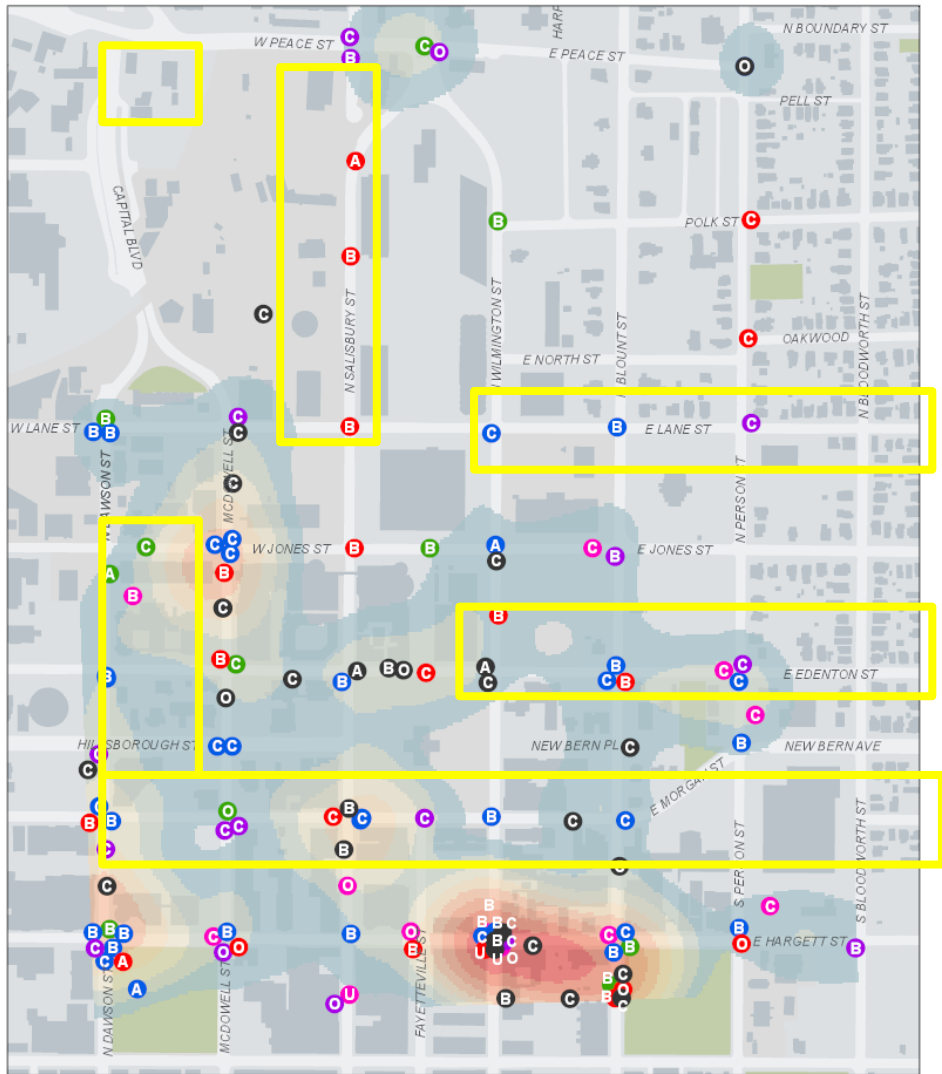 N BOUNDARY ST
W PEACE ST
C
B
C
O
E PEACE ST
HARP
O
PELL ST
CAPITAL BLVD
A
B
POLK ST
C
B
C
N SALISBURY ST
N WILMINGTON ST
N BLOUNT ST
N BLOODWORTH ST
C
OAKWOOD
E NORTH ST
W LANE ST
B
B
B
C
C
MCDOWELL ST
B
C
B
E LANE ST
C
N DAWSON ST
C
N PERSON ST
C
A
B
C
C
C
B
C
W JONES ST
B
B
A
C
C
B
E JONES ST
B
B
B
C
O
C
B
A
B
O
C
A
C
B
C
B
C
C
C
E EDENTON ST
HILLSBOROUGH ST
C
C
C
NEW BERN PL
C
C
B
NEW BERN AVE
E MORGAN ST
B
B
C
O
C
C
C
B
C
B
C
B
C
C
C
C
O
S PERSON ST
S BLOODWORTH ST
C
B
B
B
C
B
C
A
B
N DAWSON ST
C
B
O
O
MCDOWELL ST
B
O
U
O
B
FAYETTEVILLE ST
B
B
B
C
C
B
C
U
U
O
C
B
C
C
C
B
B
B
C
B
O
B
C
B
O
E HARGETT ST
B